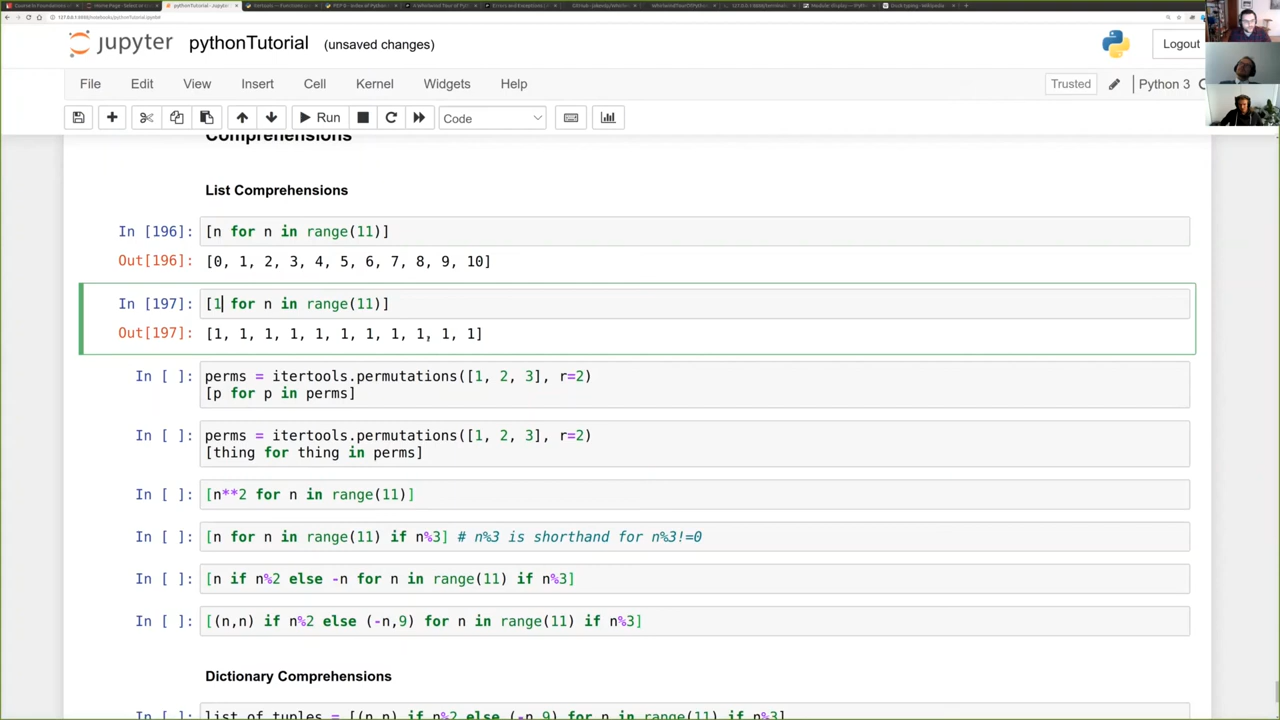 jupyter pythonTutorial (unsaved changes) Logout
File Edit View Insert Cell Kernel Widgets Help Trusted Python 3
Run Code
Comprehensions
List Comprehensions
In [196]: [n for n in range(11)]
Out[196]: [0, 1, 2, 3, 4, 5, 6, 7, 8, 9, 10]
In [197]: [1 for n in range(11)]
Out[197]: [1, 1, 1, 1, 1, 1, 1, 1, 1, 1, 1]
In [ ]: perms = itertools.permutations([1, 2, 3], r=2)
[p for p in perms]
In [ ]: perms = itertools.permutations([1, 2, 3], r=2)
[thing for thing in perms]
In [ ]: [n**2 for n in range(11)]
In [ ]: [n for n in range(11) if n%3] # n%3 is shorthand for n%3!=0
In [ ]: [n if n%2 else -n for n in range(11) if n%3]
In [ ]: [(n,n) if n%2 else (-n,9) for n in range(11) if n%3]
Dictionary Comprehensions
In [ ]: list of tuples = [(n,n) if n%2 else (-n,9) for n in range(11) if n%3]